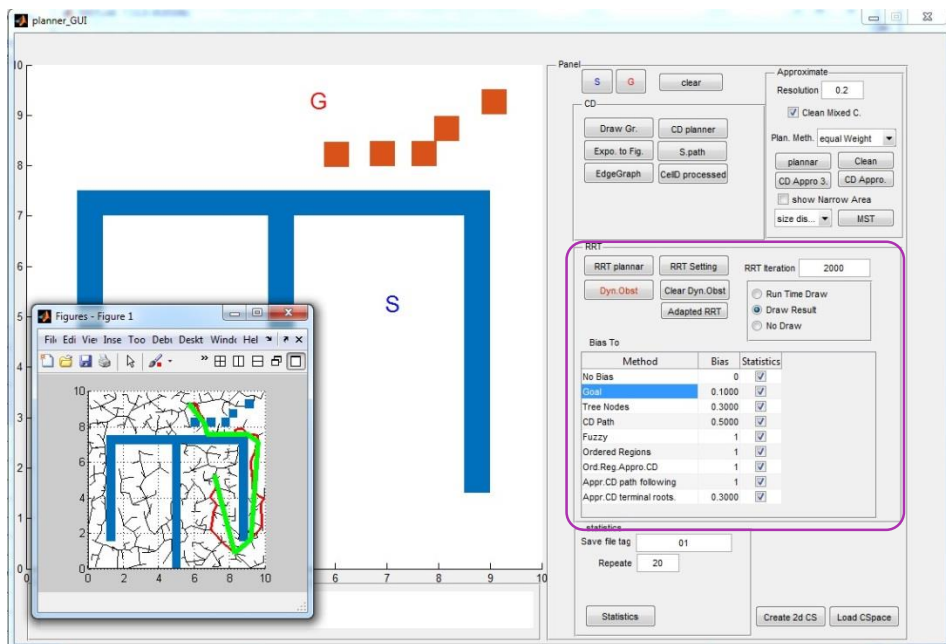 planner_GUI
10
9
8
7
6
5
4
3
2
1
0
6
7
8
9
10
G
S
Figures - Figure 1
File Edi Vie Inse Too Debu Deskt Windo Hel
10
8
6
4
2
0
0 2 4 6 8 10
Panel
S G clear
CD
Draw Gr. CD planner
Expo. to Fig. S.path
EdgeGraph CellD processed
Approximate
Resolution 0.2
Clean Mixed C.
Plan. Meth. equal Weight
plannar Clean
CD Appro 3. CD Appro.
show Narrow Area
size dis... MST
RRT
RRT plannar RRT Setting RRT Iteration 2000
Dyn.Obst Clear Dyn.Obst
Adapted RRT
Run Time Draw
Draw Result
No Draw
Bias To
Method Bias Statistics
No Bias 0
Goal 0.1000
Tree Nodes 0.3000
CD Path 0.5000
Fuzzy 1
Ordered Regions 1
Ord.Reg.Appro.CD 1
Appr.CD path following 1
Appr.CD terminal roots. 0.3000
statistics
Save file tag 01
Repeate 20
Statistics
Create 2d CS Load CSpace